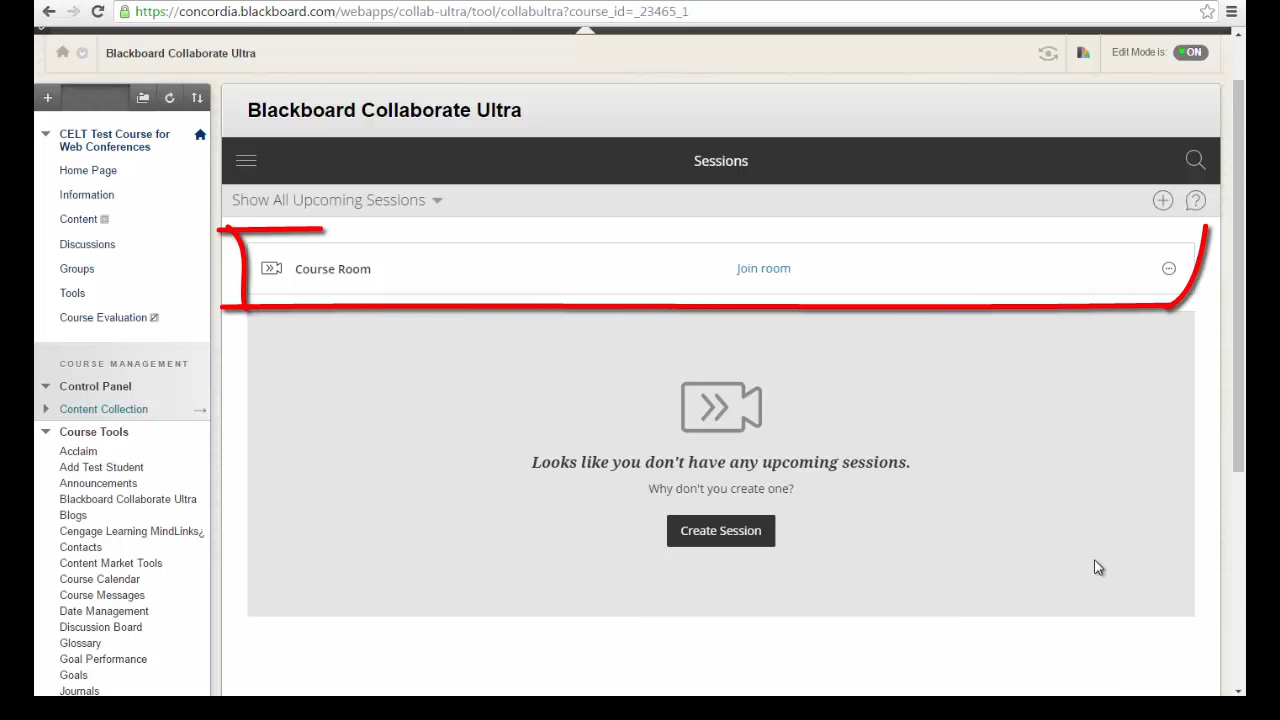 https://concordia.blackboard.com/webapps/collab-ultra/tool/collabultra?course_id=_23465_1
Blackboard Collaborate Ultra
Edit Mode is: ON
CELT Test Course for
Web Conferences
Home Page
Information
Content
Discussions
Groups
Tools
Course Evaluation
COURSE MANAGEMENT
Control Panel
Content Collection
Course Tools
Acclaim
Add Test Student
Announcements
Blackboard Collaborate Ultra
Blogs
Cengage Learning MindLinks¿
Contacts
Content Market Tools
Course Calendar
Course Messages
Date Management
Discussion Board
Glossary
Goal Performance
Goals
Journals
Blackboard Collaborate Ultra
Sessions
Show All Upcoming Sessions
Course Room
Join room
Looks like you don't have any upcoming sessions.
Why don't you create one?
Create Session